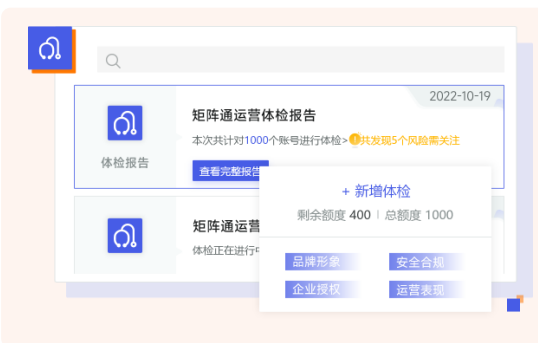 2022-10-19
矩阵通运营体检报告
本次共计对1000个账号进行体检>
共发现5个风险需关注
体检报告
查看完整报告
+ 新增体检
剩余额度 400 | 总额度 1000
矩阵通运营
体检正在进行
品牌形象
安全合规
企业授权
运营表现